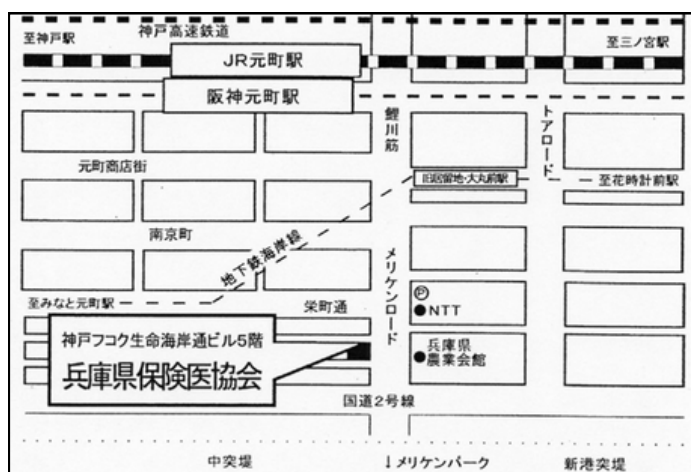 神戸高速鉄道
至神戸駅
至三ノ宮駅
JR元町駅
阪神元町駅
鯉川筋
トアロード
元町商店街
旧居留地・大丸前駅
至花時計前駅
南京町
地下鉄海岸線
メリケンロード
至みなと元町駅
栄町通
Ⓟ
●NTT
神戸フコク生命海岸通ビル5階
兵庫県保険医協会
●兵庫県
農業会館
国道2号線
中突堤
↓メリケンパーク
新港突堤